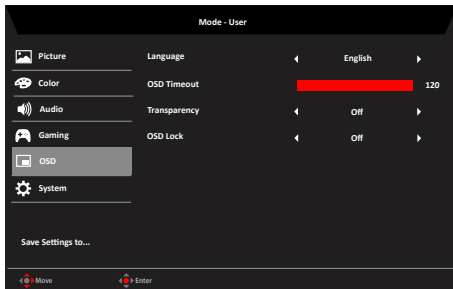 Mode - User
Picture
Language English
Color
OSD Timeout 120
Audio
Transparency Off
Gaming
OSD Lock Off
OSD
System
Save Settings to...
Move Enter